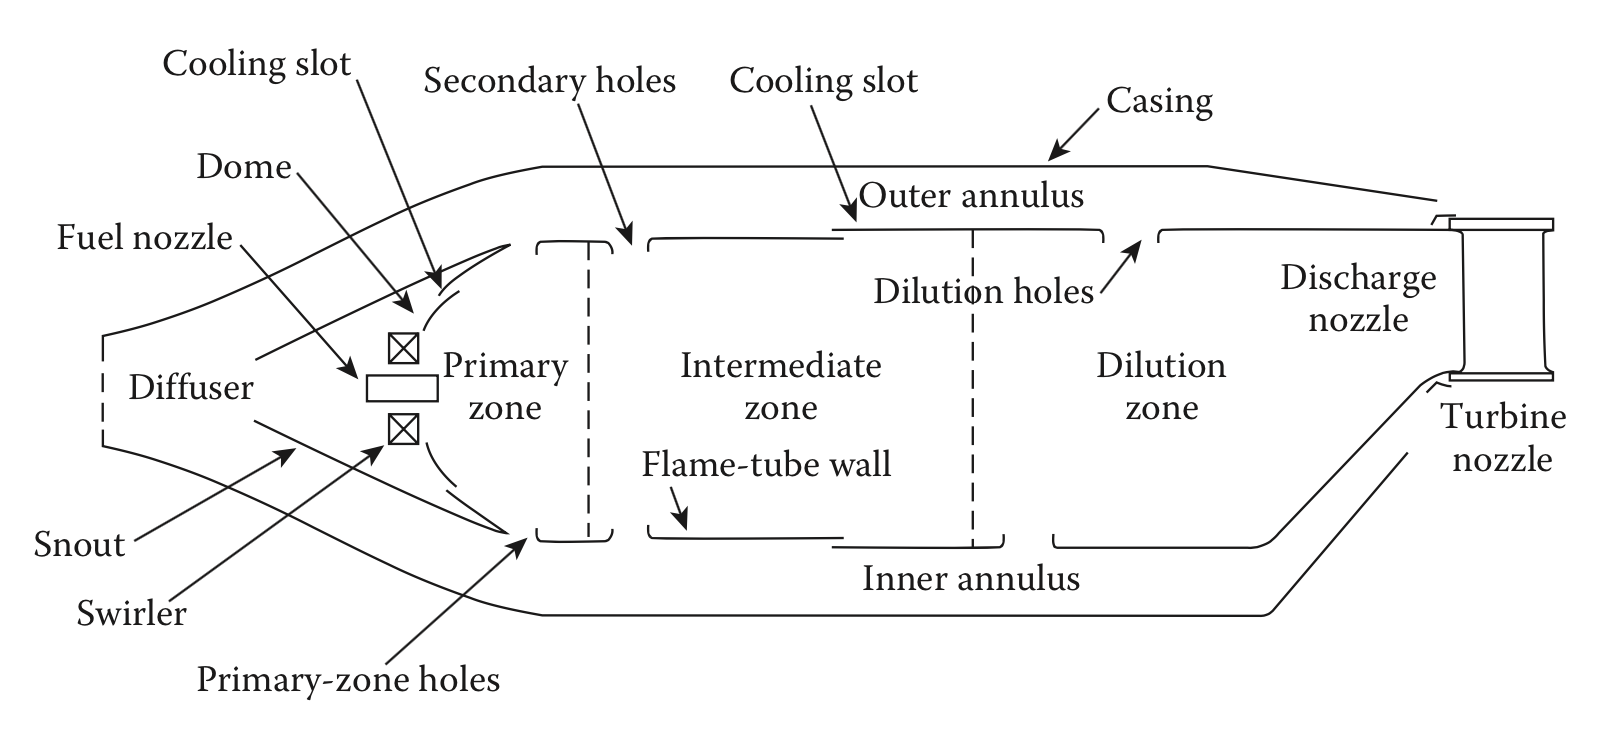 Cooling slot
Secondary holes
Cooling slot
Casing
Dome
Outer annulus
Fuel nozzle
Dilution holes
Discharge
nozzle
Diffuser
Primary
zone
Intermediate
zone
Dilution
zone
Turbine
nozzle
Flame-tube wall
Snout
Inner annulus
Swirler
Primary-zone holes